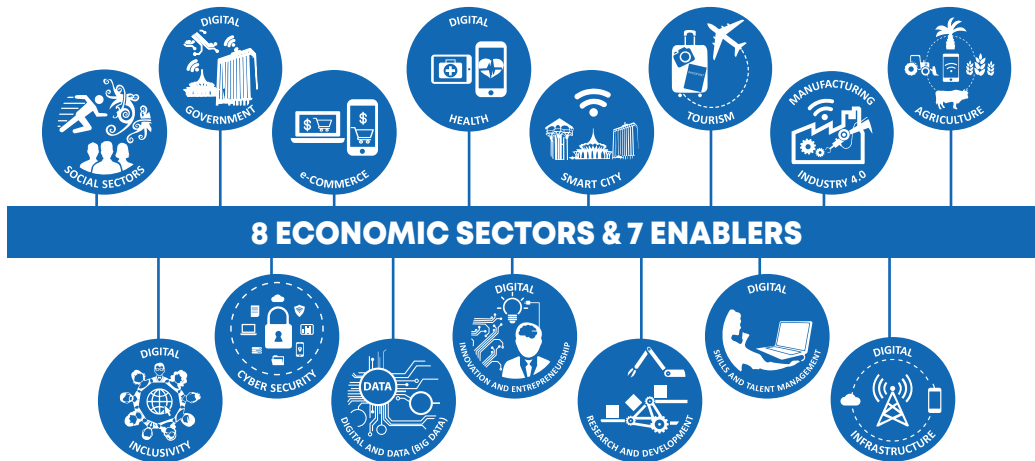 SOCIAL SECTORS
DIGITAL
GOVERNMENT
$
$
e-COMMERCE
DIGITAL
HEALTH
SMART CITY
TOURISM
MANUFACTURING
INDUSTRY 4.0
AGRICULTURE
8 ECONOMIC SECTORS & 7 ENABLERS
DIGITAL
INCLUSIVITY
CYBER SECURITY
DATA
DIGITAL AND DATA (BIG DATA)
DIGITAL
INNOVATION AND ENTREPRENEURSHIP
RESEARCH AND DEVELOPMENT
DIGITAL
SKILLS AND TALENT MANAGEMENT
DIGITAL
INFRASTRUCTURE